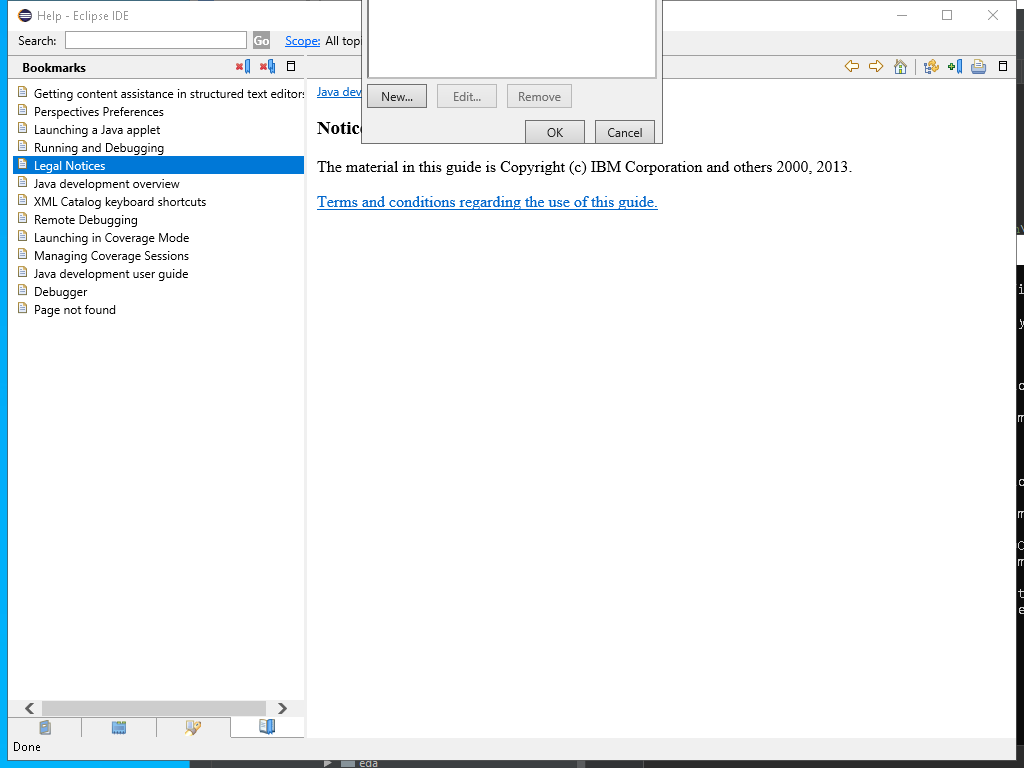 Help - Eclipse IDE
Search:
Go
Scope:
All topi
Bookmarks
Getting content assistance in structured text editors
Perspectives Preferences
Launching a Java applet
Running and Debugging
Legal Notices
Java development overview
XML Catalog keyboard shortcuts
Remote Debugging
Launching in Coverage Mode
Managing Coverage Sessions
Java development user guide
Debugger
Page not found
New...
Edit...
Remove
OK
Cancel
Java dev
Notice
The material in this guide is Copyright (c) IBM Corporation and others 2000, 2013.
Terms and conditions regarding the use of this guide.
Done
eda